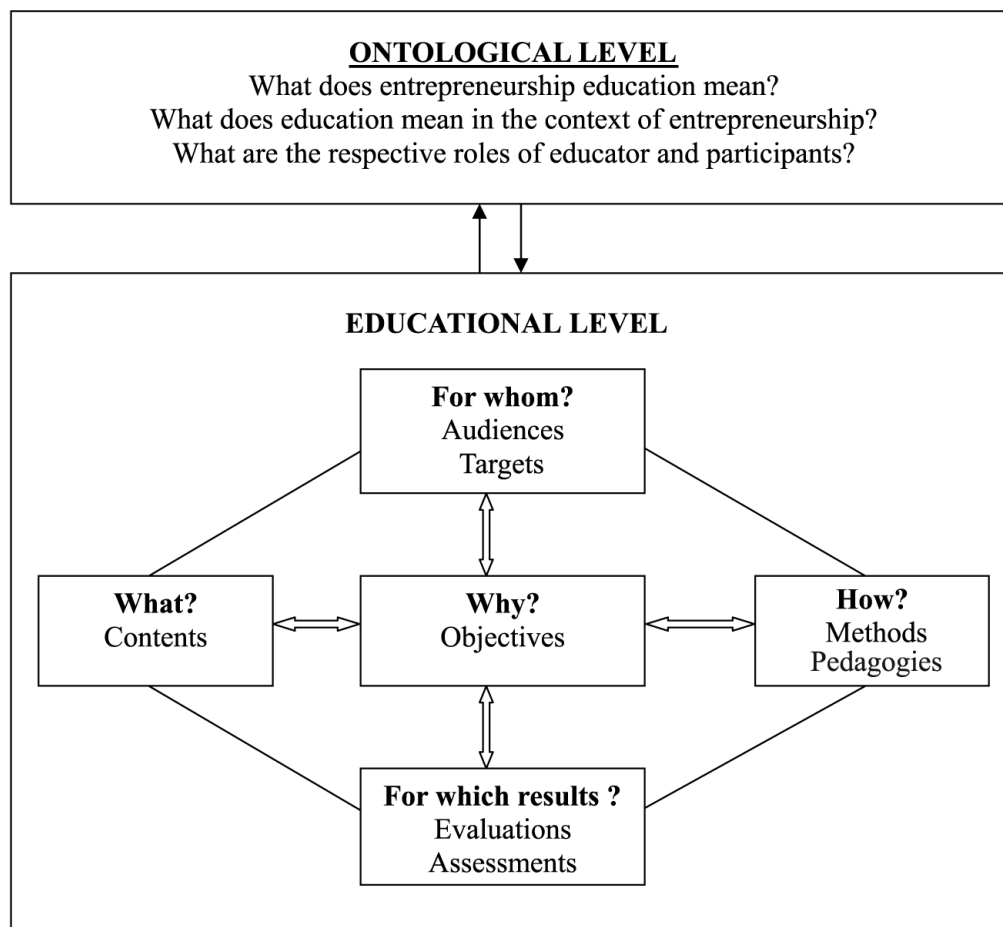 ONTOLOGICAL LEVEL
What does entrepreneurship education mean?
What does education mean in the context of entrepreneurship?
What are the respective roles of educator and participants?
EDUCATIONAL LEVEL
For whom?
Audiences
Targets
What?
Contents
Why?
Objectives
How?
Methods
Pedagogies
For which results ?
Evaluations
Assessments